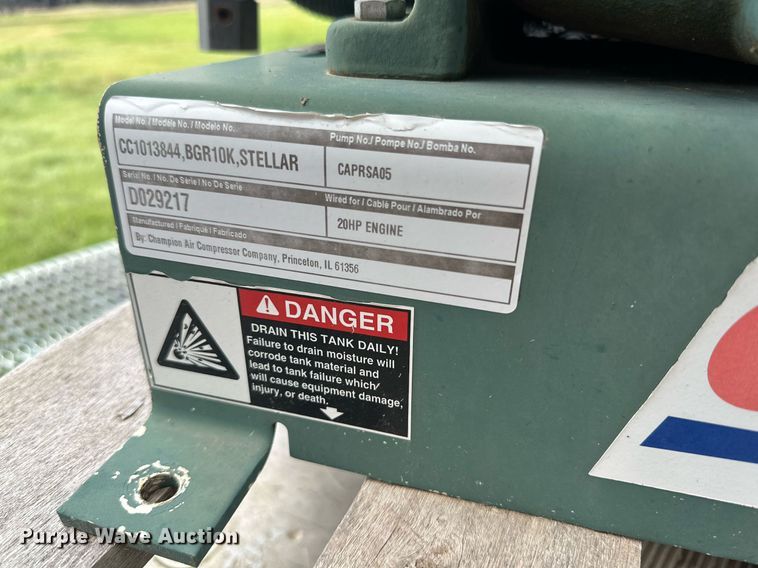 Model No. / Modele No. / Modelo No.
Pump No./ Pompe No./ Bomba No.
CC1013844,BGR10K,STELLAR
CAPRSA05
Serial No. / No. De Série / No De Serie
Wired for / Cablé Pour / Alambrado Por
D029217
20HP ENGINE
Manufactured / Fabriqué / Fabricado
By: Champion Air Compressor Company. Princeton, IL 61356
DANGER
DRAIN THIS TANK DAILY!
Failure to drain moisture will
corrode tank material and
lead to tank failure which
will cause equipment damage,
injury, or death.
Purple Wave Auction